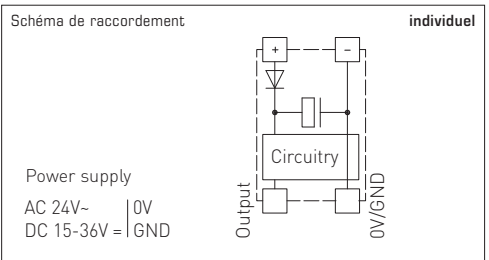 Schéma de raccordement
individuel
+
−
Circuitry
Power supply
AC 24V~ | 0V
DC 15-36V = | GND
Output
0V/GND